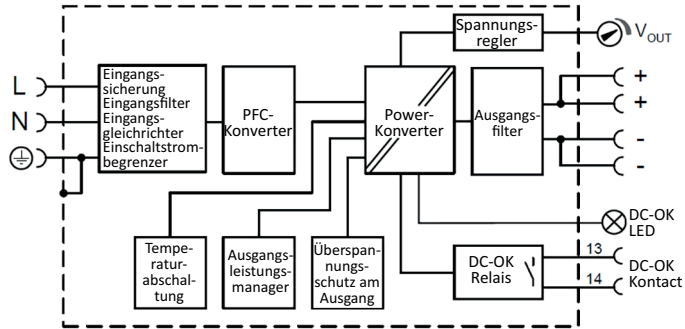 Spannungs-
regler
VOUT
L
N
Eingangs-
sicherung
Eingangsfilter
Eingangs-
gleichrichter
Einschaltstrom-
begrenzer
PFC-
Konverter
Power-
Konverter
Ausgangs-
filter
+
+
-
-
Tempe-
ratur-
abschal-
tung
Ausgangs-
leistungs-
manager
Überspan-
nungs-
schutz am
Ausgang
DC-OK
Relais
DC-OK
LED
13
14
DC-OK
Kontact